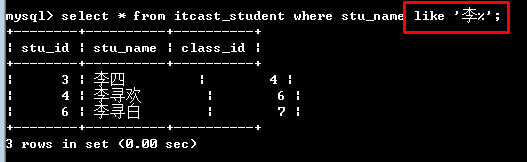 mysql> select * from itcast_student where stu_name like '李%';
+--------+----------+----------+
| stu_id | stu_name | class_id |
+--------+----------+----------+
|      3 | 李四     |        4 |
|      4 | 李寻欢   |        6 |
|      6 | 李寻白   |        7 |
+--------+----------+----------+
3 rows in set (0.00 sec)